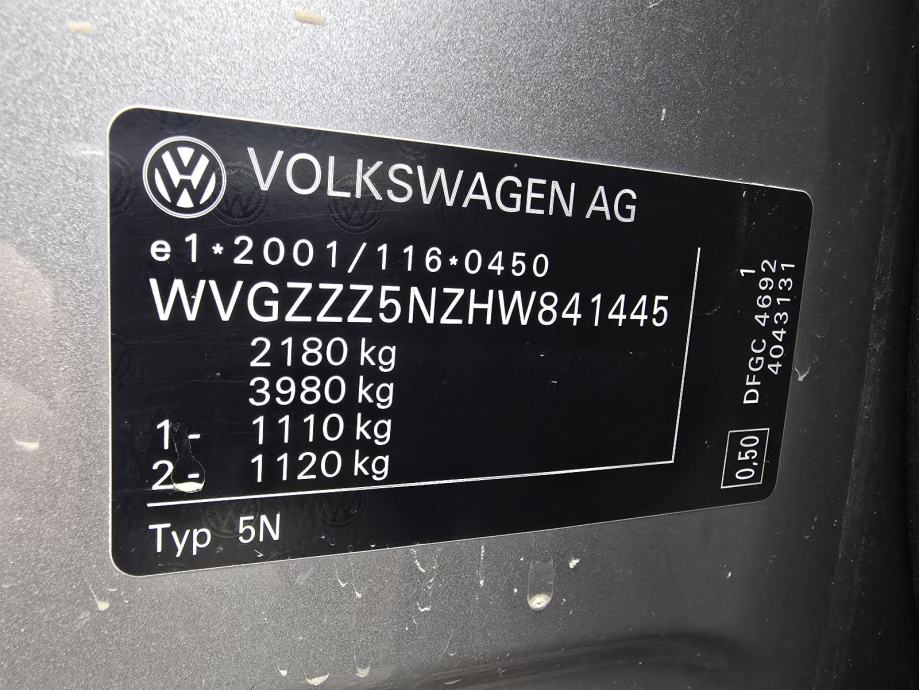 VOLKSWAGEN AG
e1*2001/116*0450
WVGZZZ5NZHW841445
2180 kg
3980 kg
1- 1110 kg
2- 1120 kg
Typ 5N
1
DFGC 4692
4043131
0,50